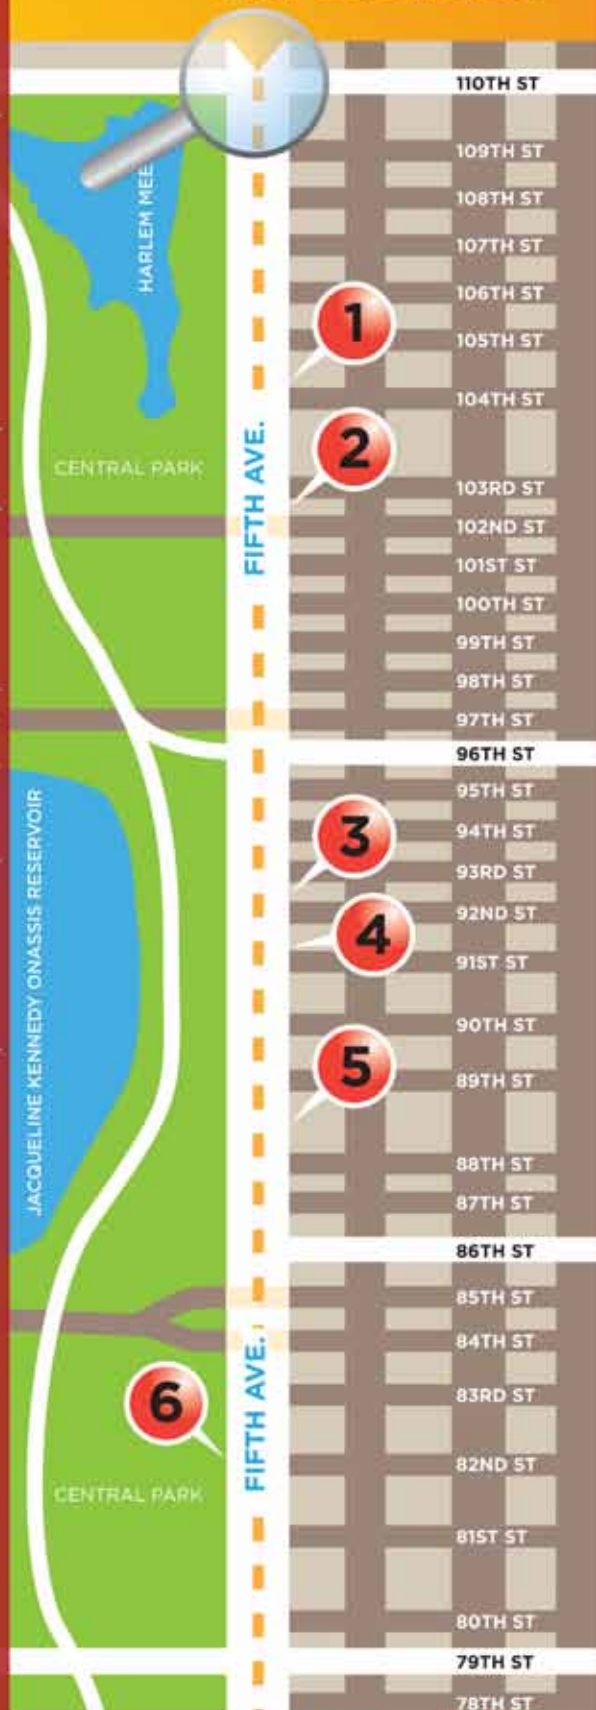 110TH ST
109TH ST
HARLEM MEE
108TH ST
107TH ST
106TH ST
1
105TH ST
104TH ST
FIFTH AVE.
2
CENTRAL PARK
103RD ST
102ND ST
101ST ST
100TH ST
99TH ST
98TH ST
97TH ST
96TH ST
95TH ST
JACQUELINE KENNEDY ONASSIS RESERVOIR
3
94TH ST
93RD ST
92ND ST
4
91ST ST
90TH ST
5
89TH ST
88TH ST
87TH ST
86TH ST
85TH ST
84TH ST
FIFTH AVE.
83RD ST
6
82ND ST
CENTRAL PARK
81ST ST
80TH ST
79TH ST
78TH ST